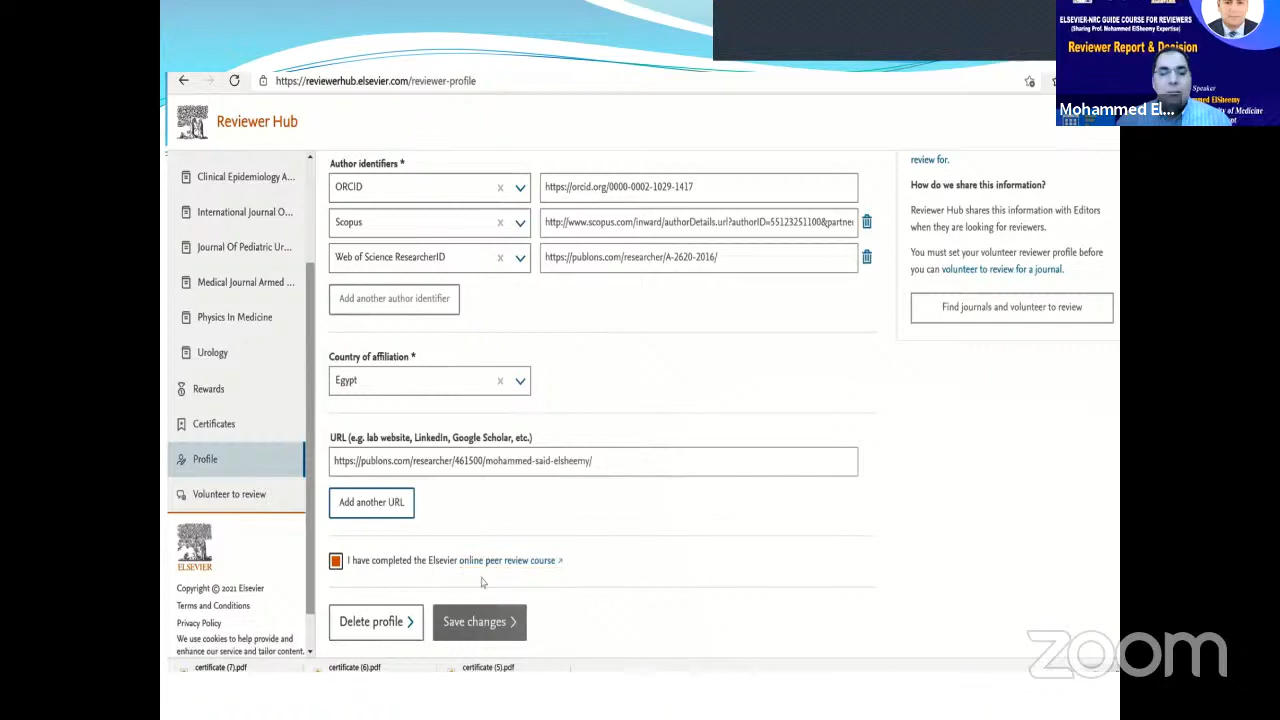 ELSEVIER-NRC GUIDE COURSE FOR REVIEWERS
(Sharing Prof. Mohammed ElSheemy Expertise)
Reviewer Report & Decision
Speaker
Mohammed El...
https://reviewerhub.elsevier.com/reviewer-profile
Reviewer Hub
Clinical Epidemiology A...
International Journal O...
Journal Of Pediatric Ur...
Medical Journal Armed ...
Physics In Medicine
Urology
Rewards
Certificates
Profile
Volunteer to review
ELSEVIER
Copyright © 2021 Elsevier
Terms and Conditions
Privacy Policy
We use cookies to help provide and
enhance our service and tailor content.
Author identifiers *
ORCID x https://orcid.org/0000-0002-1029-1417
Scopus x http://www.scopus.com/inward/authorDetails.url?authorID=55123251100&partne
Web of Science ResearcherID x https://publons.com/researcher/A-2620-2016/
Add another author identifier
Country of affiliation *
Egypt x
URL (e.g. lab website, LinkedIn, Google Scholar, etc.)
https://publons.com/researcher/461500/mohammed-said-elsheemy/
Add another URL
I have completed the Elsevier online peer review course
Delete profile
Save changes
review for.
How do we share this information?
Reviewer Hub shares this information with Editors
when they are looking for reviewers.
You must set your volunteer reviewer profile before
you can volunteer to review for a journal.
Find journals and volunteer to review
certificate (7).pdf
certificate (6).pdf
certificate (5).pdf
zoom